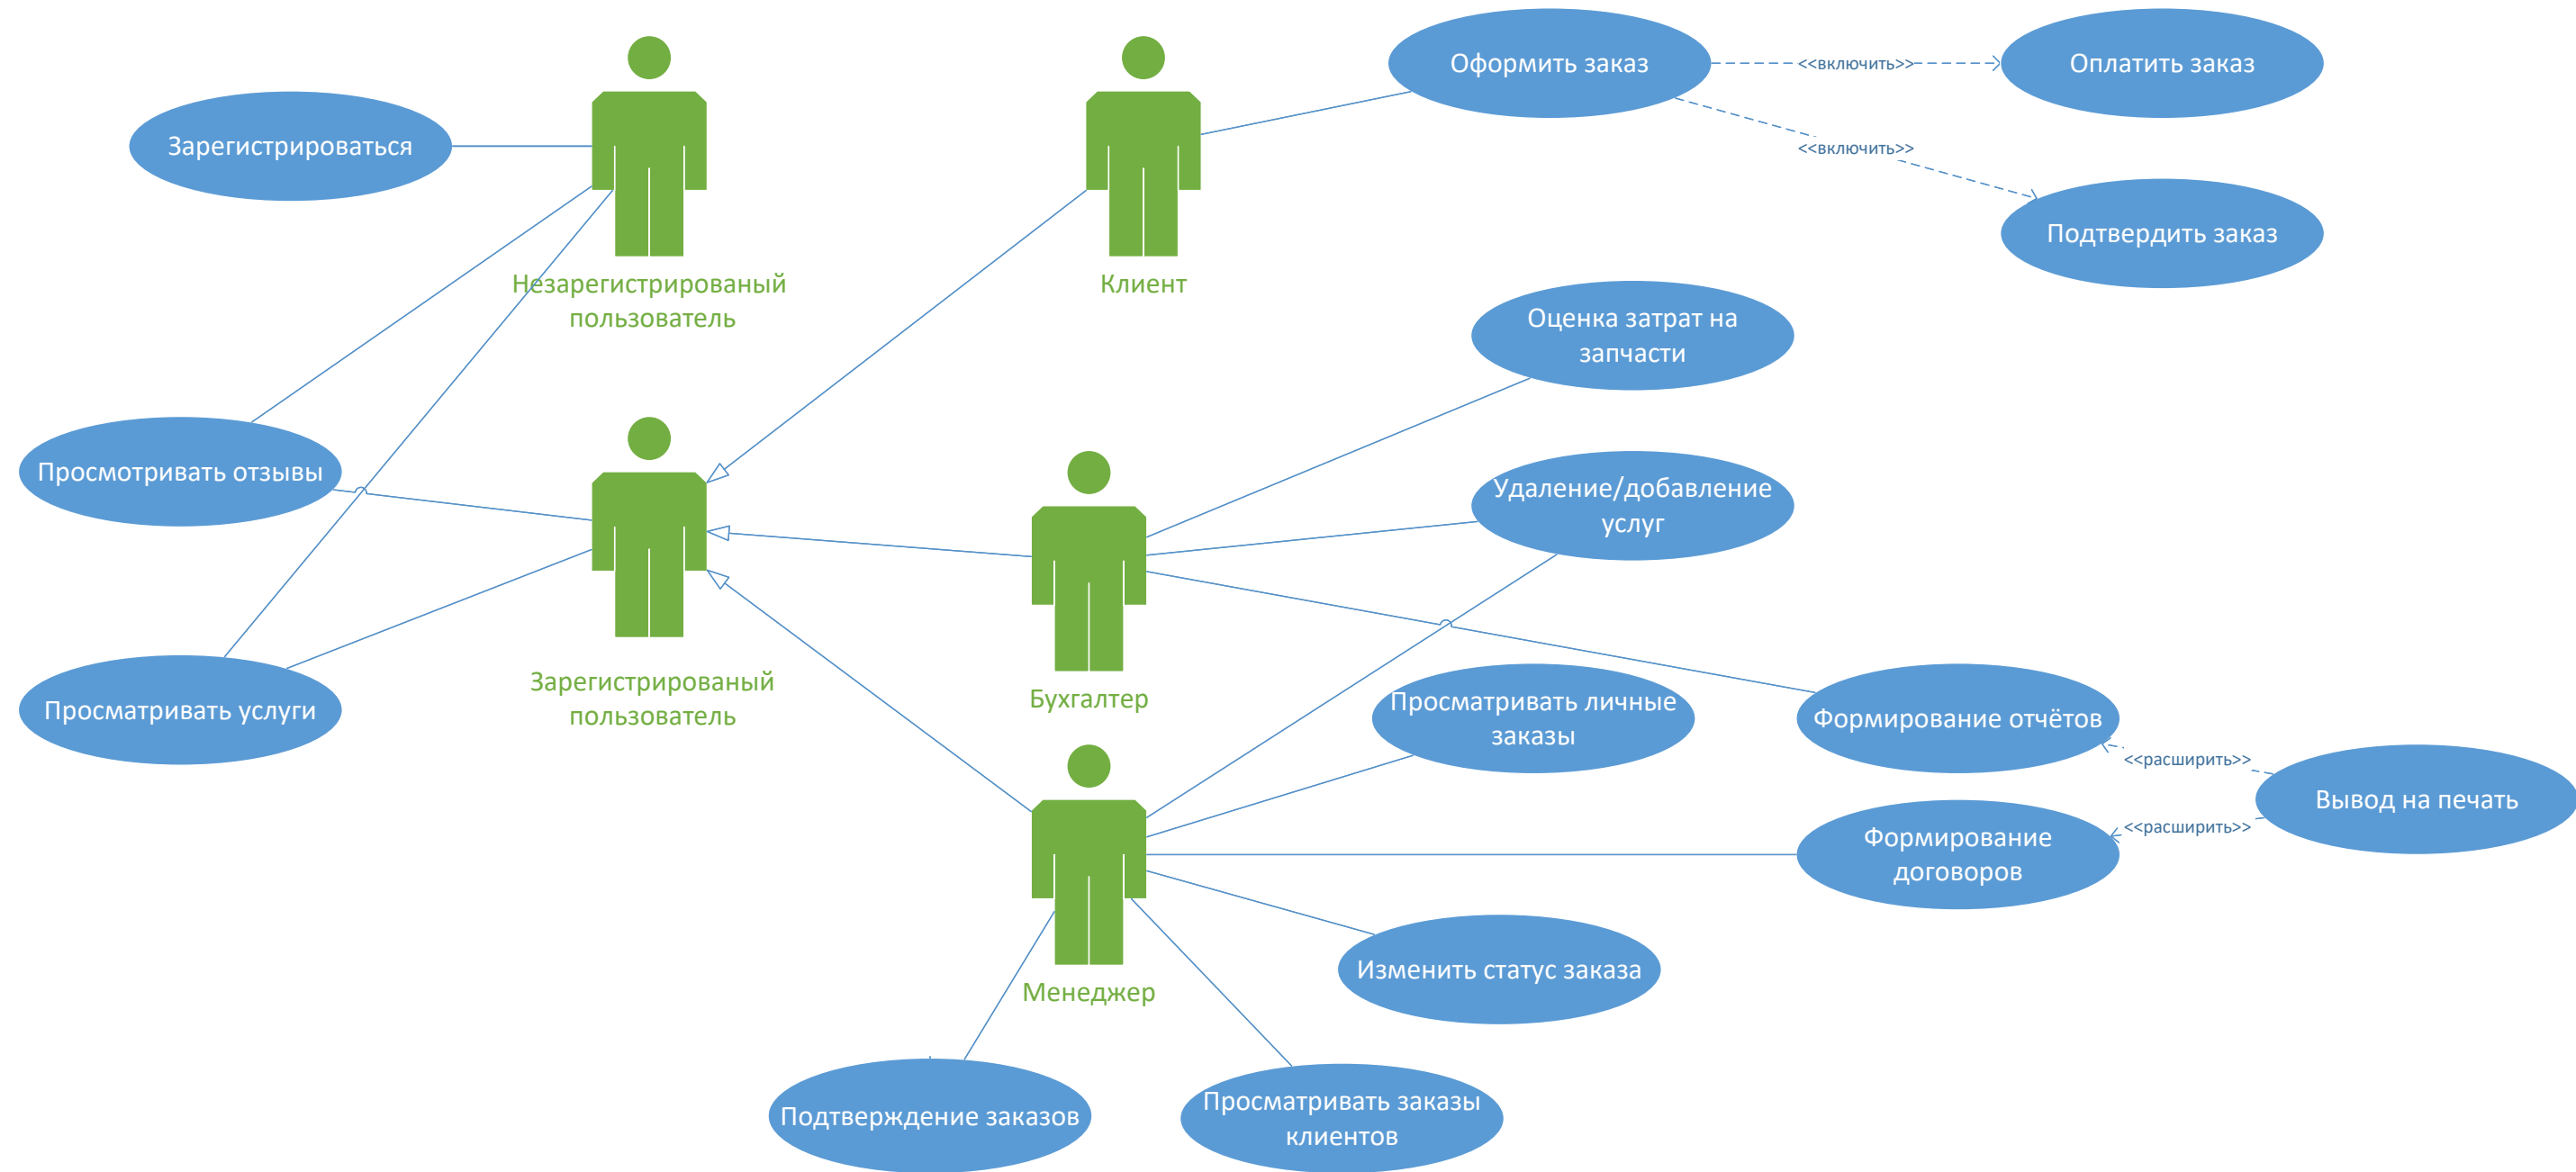 Оформить заказ
<<включить>>
Оплатить заказ
Зарегистрироваться
<<включить>>
Подтвердить заказ
Незарегистрированый
пользователь
Клиент
Оценка затрат на
запчасти
Просмотривать отзывы
Удаление/добавление
услуг
Зарегистрированый
пользователь
Бухгалтер
Просматривать личные
заказы
Просматривать услуги
Формирование отчётов
<<расширить>>
Вывод на печать
<<расширить>>
Формирование
договоров
Изменить статус заказа
Менеджер
Подтверждение заказов
Просматривать заказы
клиентов